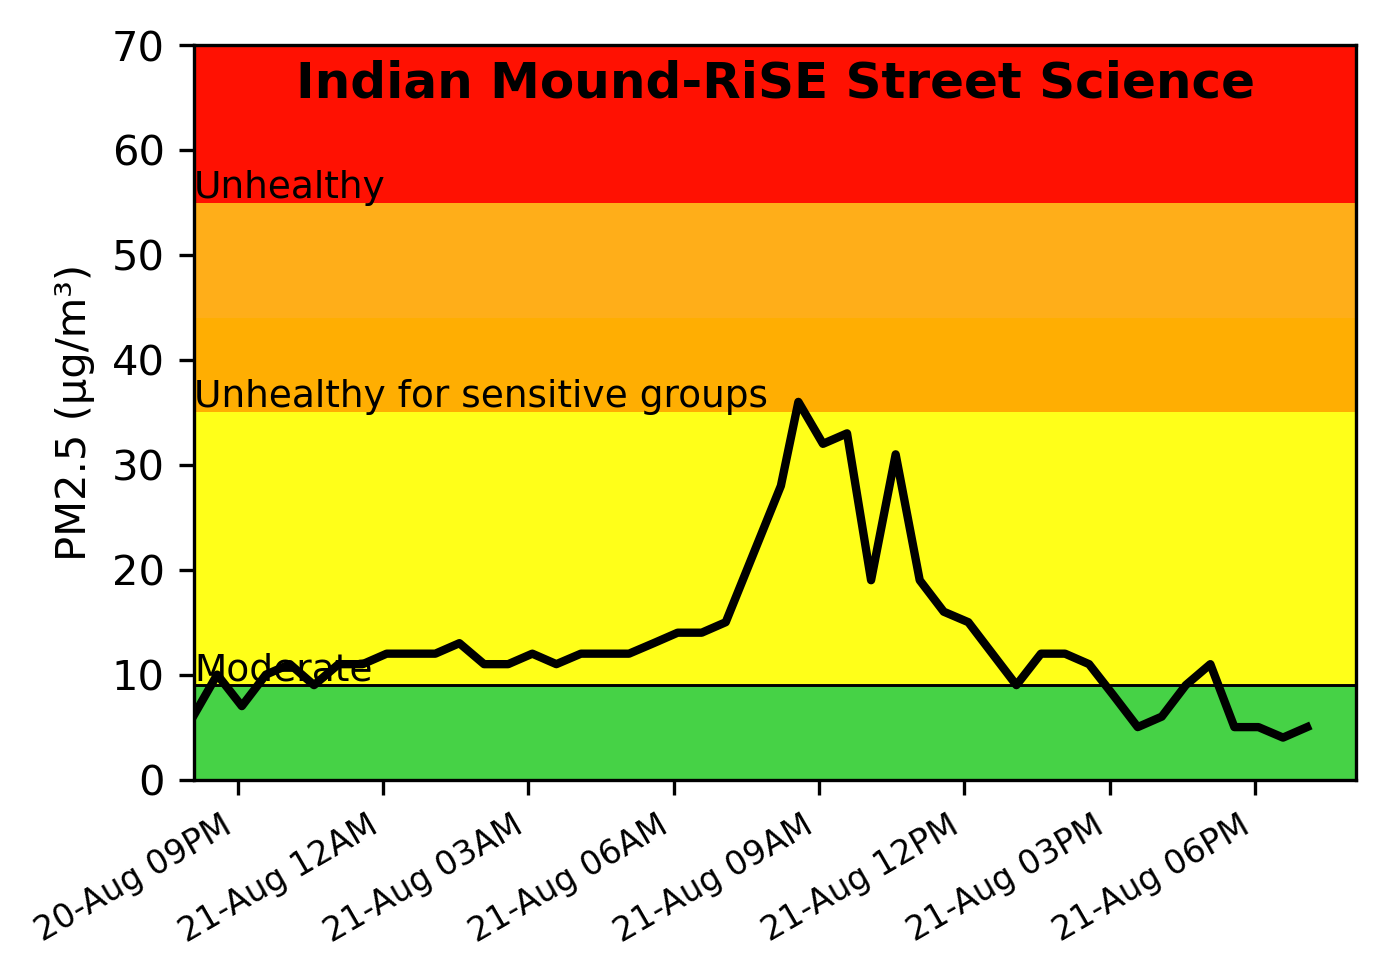 Indian Mound-RiSE Street Science
PM2.5 (µg/m³)
70
60
50
40
30
20
10
0
Unhealthy
Unhealthy for sensitive groups
Moderate
20-Aug 09PM
21-Aug 12AM
21-Aug 03AM
21-Aug 06AM
21-Aug 09AM
21-Aug 12PM
21-Aug 03PM
21-Aug 06PM